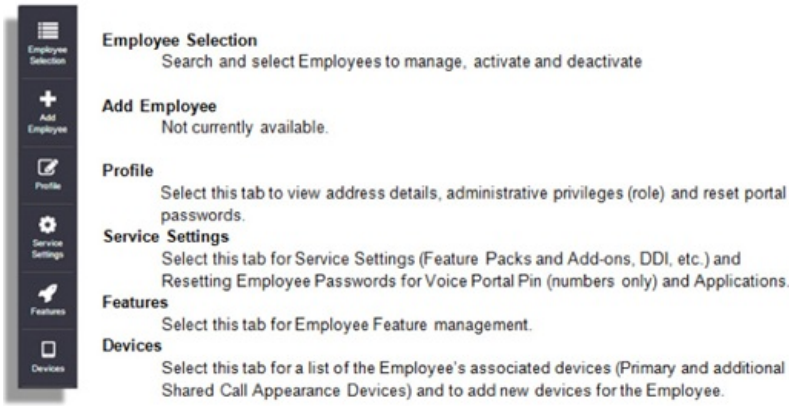 Employee
Selection
Add
Employee
Profile
Service
Settings
Features
Devices
Employee Selection
Search and select Employees to manage, activate and deactivate
Add Employee
Not currently available.
Profile
Select this tab to view address details, administrative privileges (role) and reset portal
passwords.
Service Settings
Select this tab for Service Settings (Feature Packs and Add-ons, DDI, etc.) and
Resetting Employee Passwords for Voice Portal Pin (numbers only) and Applications.
Features
Select this tab for Employee Feature management.
Devices
Select this tab for a list of the Employee's associated devices (Primary and additional
Shared Call Appearance Devices) and to add new devices for the Employee.